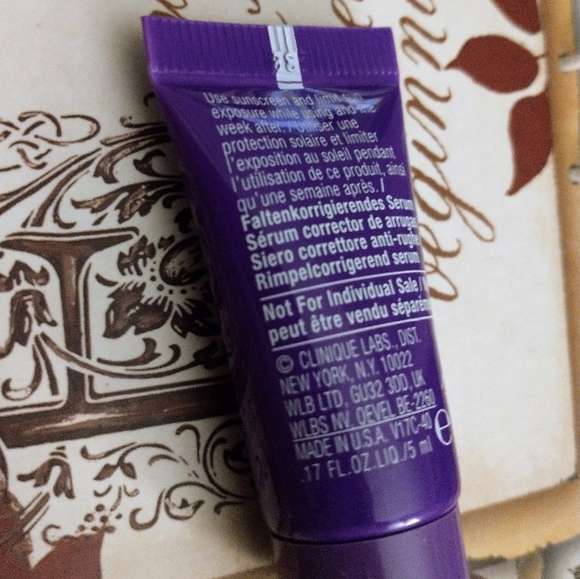 Use sunscreen and limit sun
exposure while using and the
week after. / Utiliser une
protection solaire et limiter
l'exposition au soleil pendant
l'utilisation de ce produit, ainsi
qu'une semaine après. /
Faltenkorrigierendes Serum
Sérum corrector de arrugas
Siero correttore anti-rughe
Rimpelcorrigerend serum
Not For Individual Sale /
peut être vendu séparém
© CLINIQUE LABS., DIST.
NEW YORK, N.Y. 10022
WLB LTD, GU32 3DD, UK
WLBS NV. OEVEL BE-2260
MADE IN U.S.A. V17C-40
.17 FL.OZ.LIQ./5 ml e